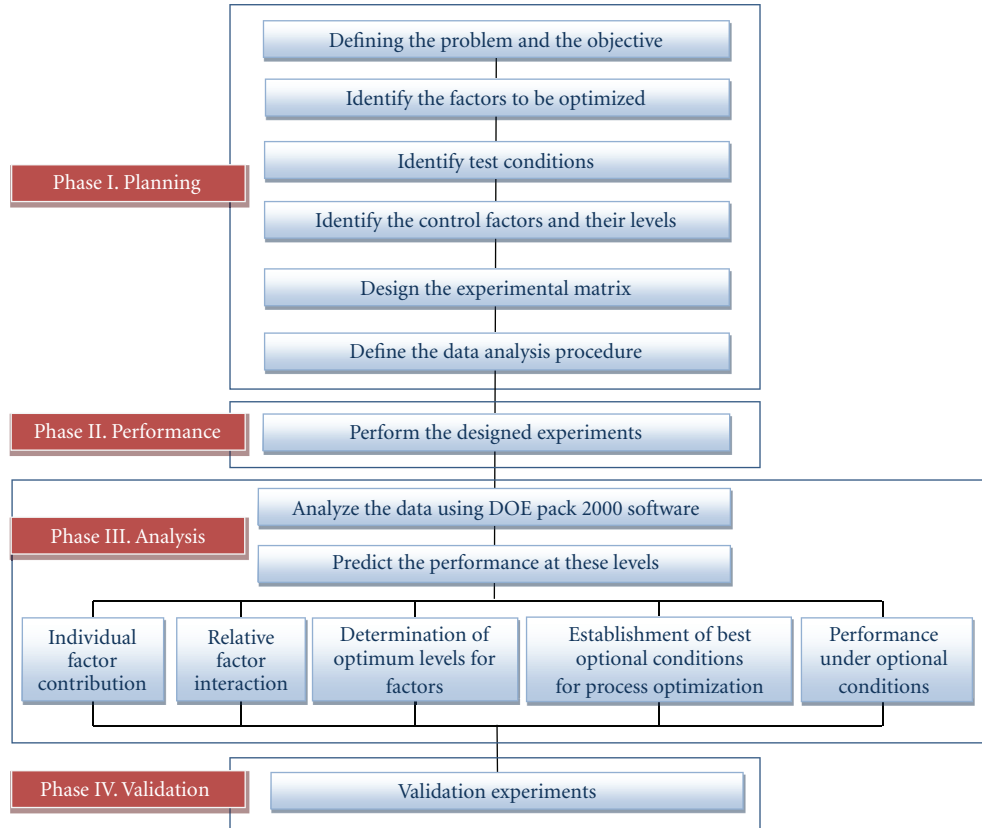 Defining the problem and the objective
Identify the factors to be optimized
Identify test conditions
Phase I. Planning
Identify the control factors and their levels
Design the experimental matrix
Define the data analysis procedure
Phase II. Performance
Perform the designed experiments
Analyze the data using DOE pack 2000 software
Phase III. Analysis
Predict the performance at these levels
Individual
factor
contribution
Relative
factor
interaction
Determination of
optimum levels for
factors
Establishment of best
optional conditions
for process optimization
Performance
under optional
conditions
Phase IV. Validation
Validation experiments